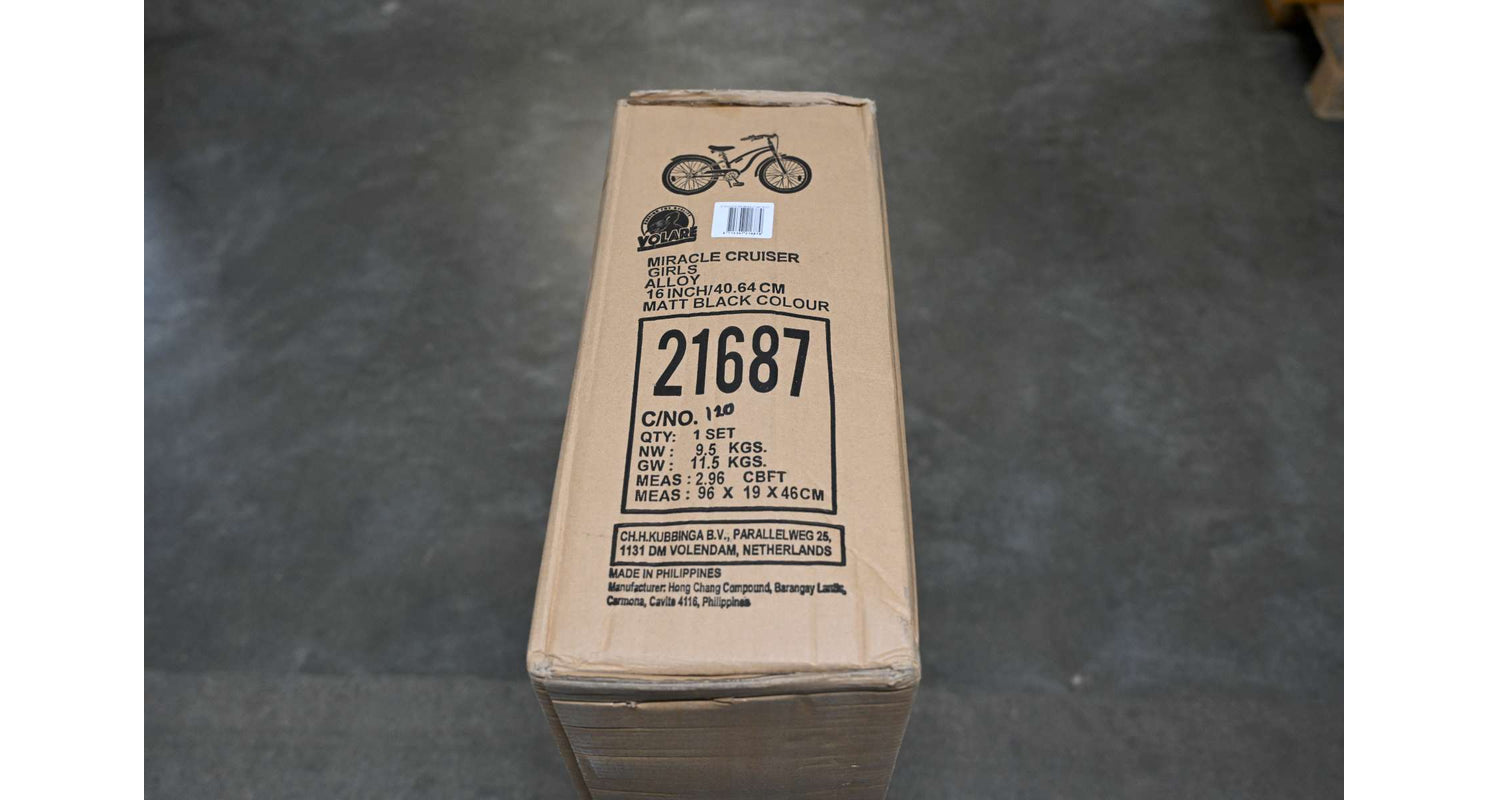 VOLARE
MIRACLE CRUISER
GIRLS
ALLOY
16 INCH/40.64 CM
MATT BLACK COLOUR
21687
C/NO. 120
QTY: 1 SET
NW : 9.5 KGS.
GW : 11.5 KGS.
MEAS : 2.96 CBFT
MEAS : 96 X 19 X 46CM
CH.H.KUBBINGA B.V., PARALLELWEG 25,
1131 DM VOLENDAM, NETHERLANDS
MADE IN PHILIPPINES
Manufacturer: Hong Chang Compound, Barangay Lantic,
Carmona, Cavite 4116, Philippines